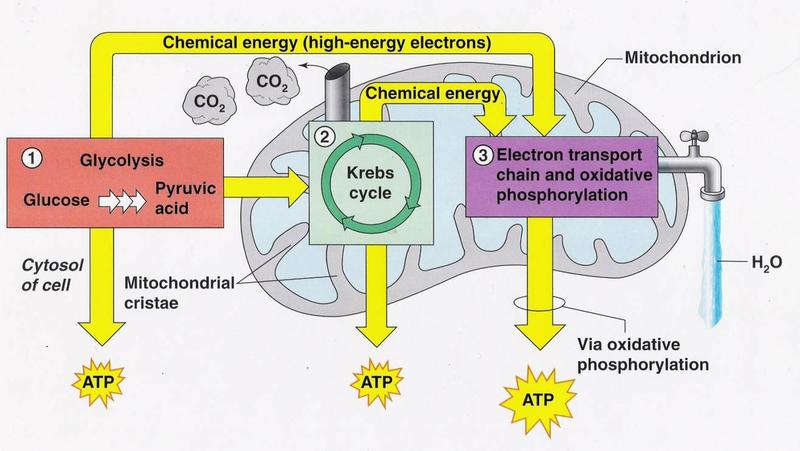 Chemical energy (high-energy electrons)
Mitochondrion
CO2
CO2
Chemical energy
1
Glycolysis
Glucose
Pyruvic
acid
2
Krebs
cycle
3
Electron transport
chain and oxidative
phosphorylation
Cytosol
of cell
Mitochondrial
cristae
H2O
Via oxidative
phosphorylation
ATP
ATP
ATP